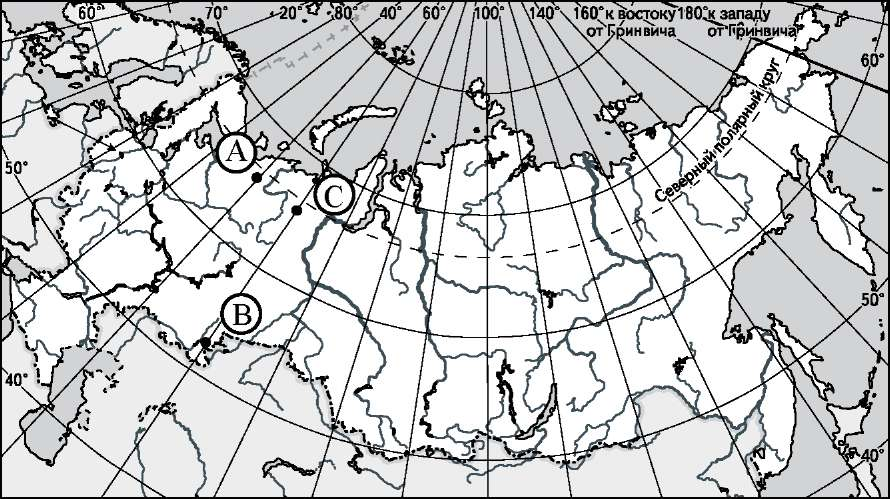 60° 70° 20° 80° 40° 60° 100° 140° 160° к востоку 180° к западу
от Гринвича от Гринвича
60°
Северный полярный круг
A
50°
C
50°
B
40°
40°